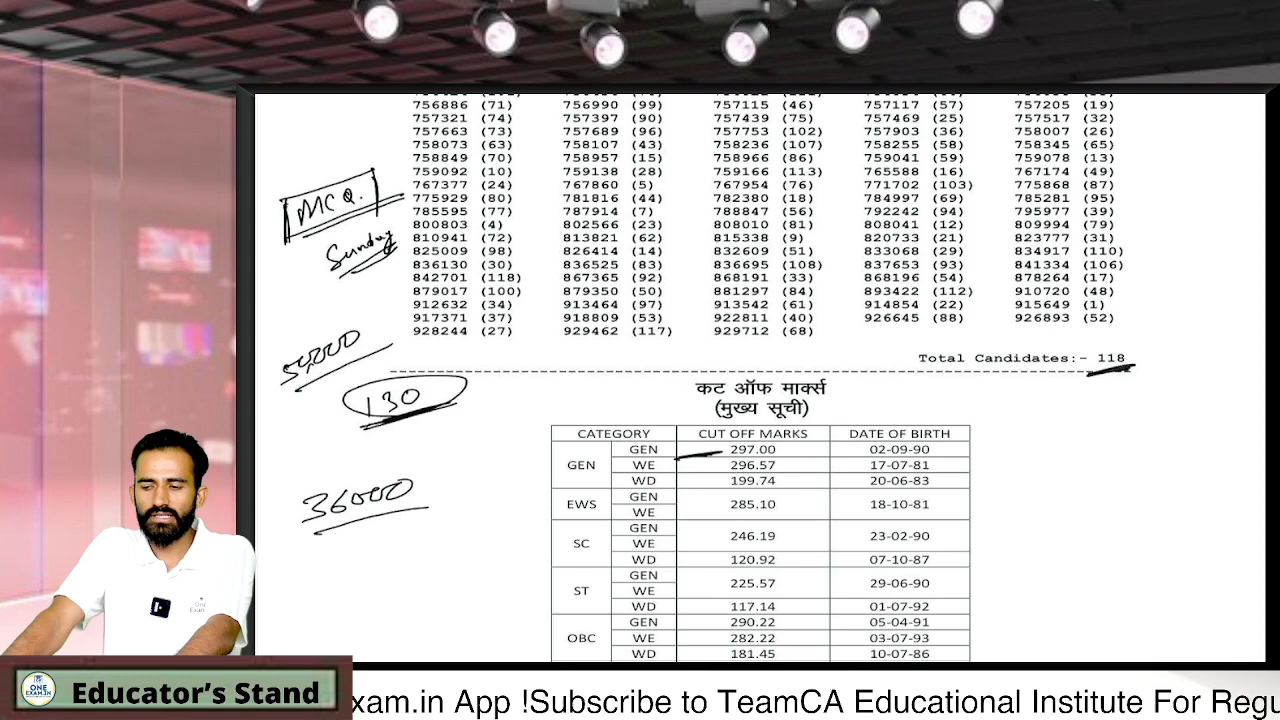 756886 (71) 756990 (99) 757115 (46) 757117 (57) 757205 (19)
757321 (74) 757397 (90) 757439 (75) 757469 (25) 757517 (32)
757663 (73) 757689 (96) 757753 (102) 757903 (36) 758007 (26)
758073 (63) 758107 (43) 758236 (107) 758255 (58) 758345 (65)
758849 (70) 758957 (15) 758966 (86) 759041 (59) 759078 (13)
759092 (10) 759138 (28) 759166 (113) 765588 (16) 767174 (49)
767377 (24) 767860 (5) 767954 (76) 771702 (103) 775868 (87)
775929 (80) 781816 (44) 782380 (18) 784997 (69) 785281 (95)
785595 (77) 787914 (7) 788847 (56) 792242 (94) 795977 (39)
800803 (4) 802566 (23) 808010 (81) 808041 (12) 809994 (79)
810941 (72) 813821 (62) 815338 (9) 820733 (21) 823777 (31)
825009 (98) 826414 (14) 832609 (51) 833068 (29) 834917 (110)
836130 (30) 836525 (83) 836695 (108) 837653 (93) 841334 (106)
842701 (118) 867365 (92) 868191 (33) 868196 (54) 878264 (17)
879017 (100) 879350 (50) 881297 (84) 893422 (112) 910720 (48)
912632 (34) 913464 (97) 913542 (61) 914854 (22) 915649 (1)
917371 (37) 918809 (53) 922811 (40) 926645 (88) 926893 (52)
928244 (27) 929462 (117) 929712 (68)
MCQ.
Sunday
50,000
130
36000
Total Candidates:- 118
कट ऑफ मार्क्स
(मुख्य सूची)
CATEGORY CUT OFF MARKS DATE OF BIRTH
GEN GEN 297.00 02-09-90
WE 296.57 17-07-81
WD 199.74 20-06-83
EWS GEN WE 285.10 18-10-81
SC GEN WE 246.19 23-02-90
WD 120.92 07-10-87
ST GEN WE 225.57 29-06-90
WD 117.14 01-07-92
OBC GEN 290.22 05-04-91
WE 282.22 03-07-93
WD 181.45 10-07-86
One
Exam
ONE
EXAM.IN
Educator's Stand
xam.in App !Subscribe to TeamCA Educational Institute For Regu